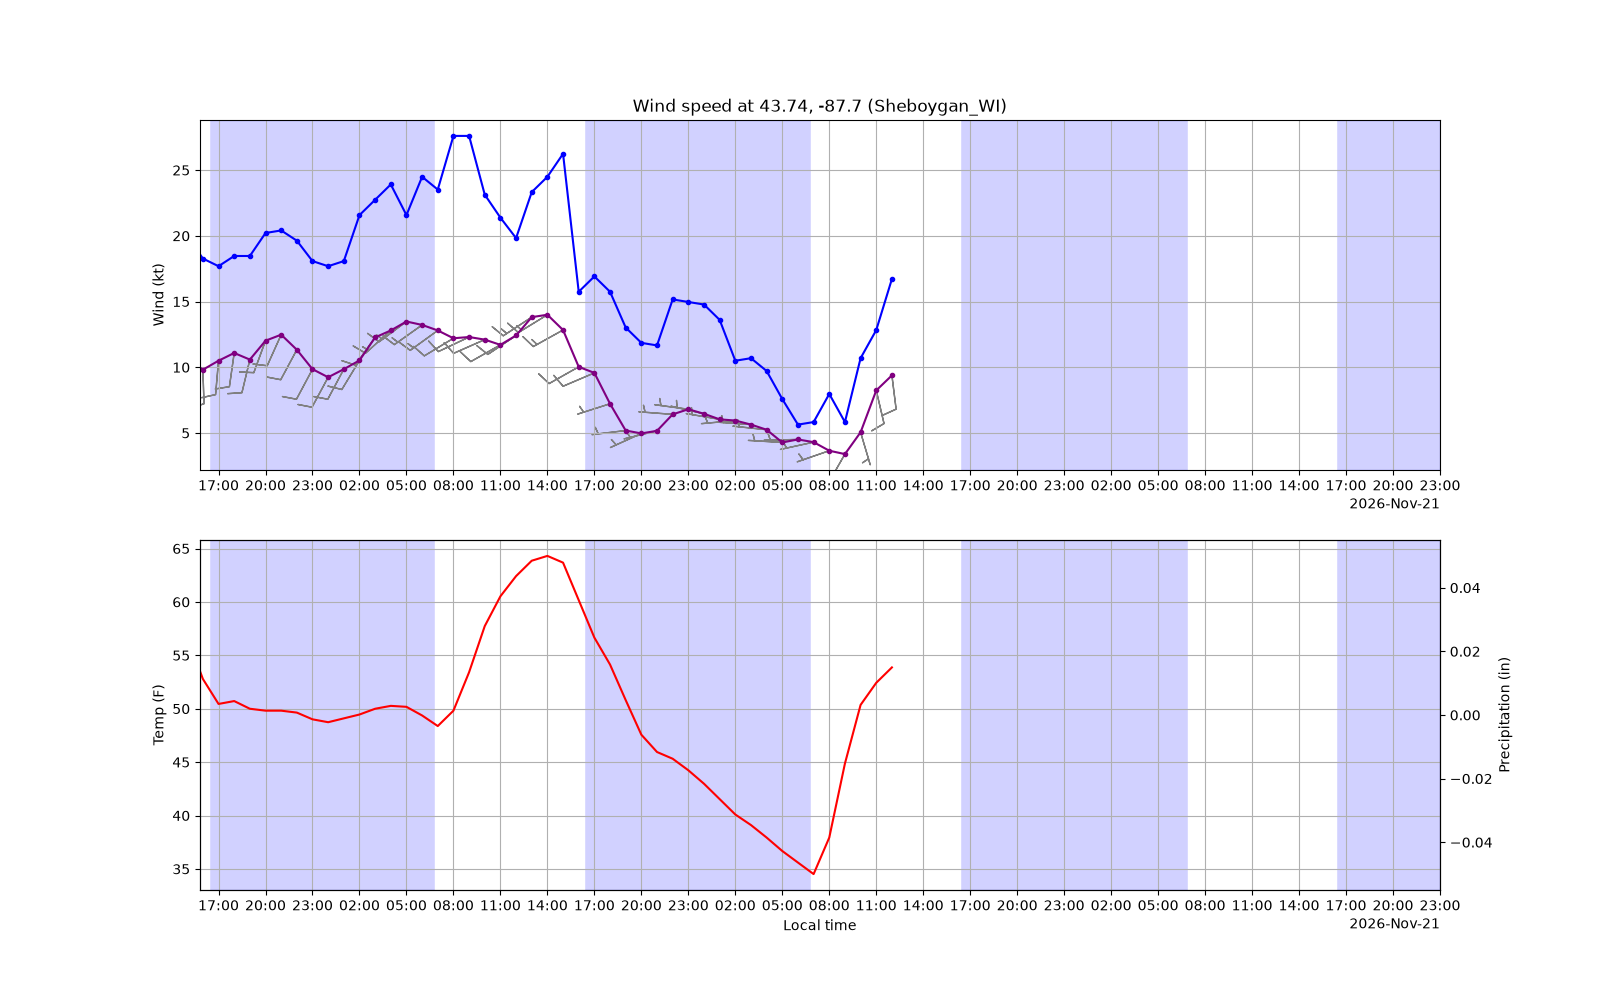 Wind speed at 43.74, -87.7 (Sheboygan_WI)
Wind (kt)
25
20
15
10
5
17:00 20:00 23:00 02:00 05:00 08:00 11:00 14:00 17:00 20:00 23:00 02:00 05:00 08:00 11:00 14:00 17:00 20:00 23:00 02:00 05:00 08:00 11:00 14:00 17:00 20:00 23:00
2026-Nov-21
Temp (F)
65
60
55
50
45
40
35
0.04
0.02
0.00
−0.02
−0.04
Precipitation (in)
17:00 20:00 23:00 02:00 05:00 08:00 11:00 14:00 17:00 20:00 23:00 02:00 05:00 08:00 11:00 14:00 17:00 20:00 23:00 02:00 05:00 08:00 11:00 14:00 17:00 20:00 23:00
Local time
2026-Nov-21